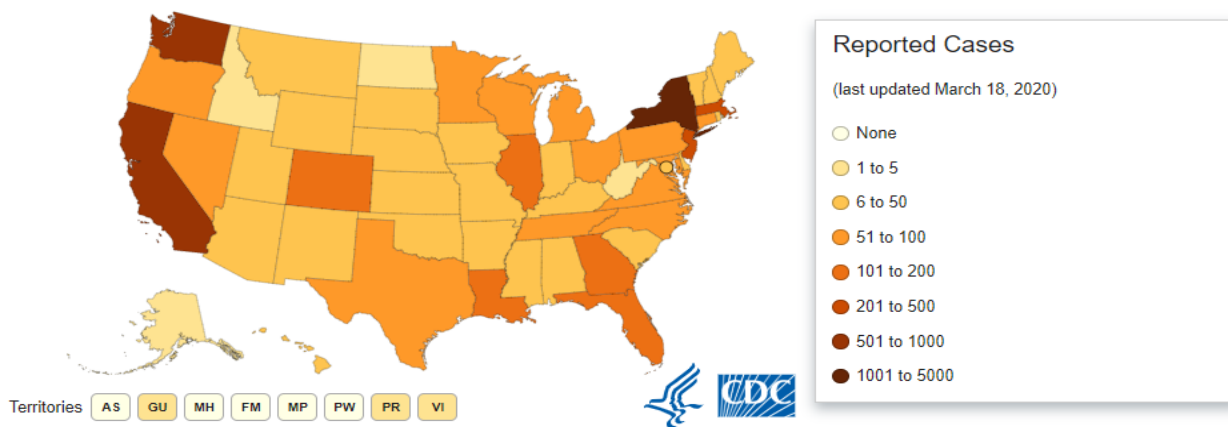 Reported Cases
(last updated March 18, 2020)
None
1 to 5
6 to 50
51 to 100
101 to 200
201 to 500
501 to 1000
1001 to 5000
Territories AS GU MH FM MP PW PR VI
CDC